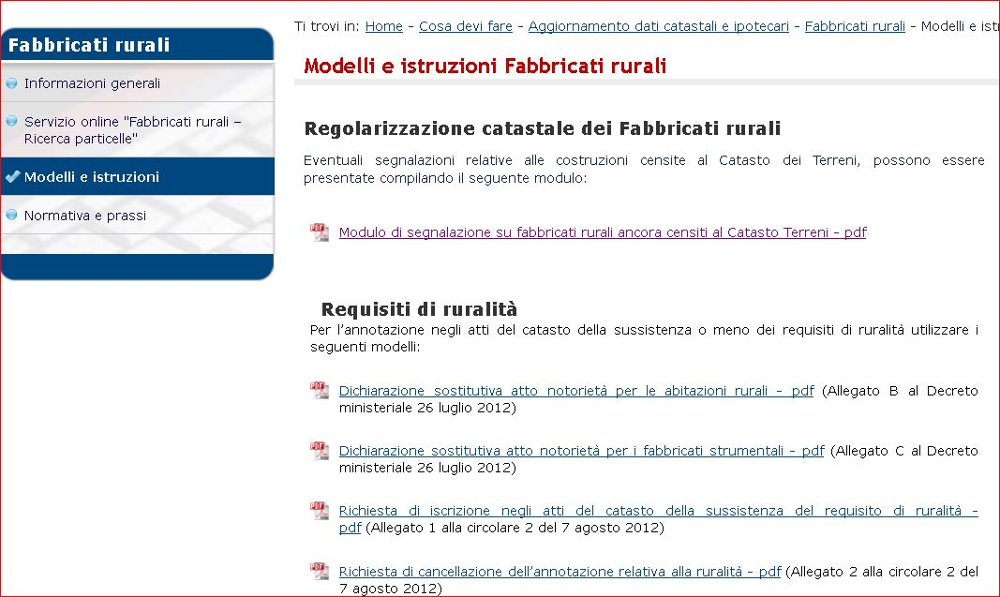 Ti trovi in: Home - Cosa devi fare - Aggiornamento dati catastali e ipotecari - Fabbricati rurali - Modelli e
Fabbricati rurali
Informazioni generali
Servizio online "Fabbricati rurali –
Ricerca particelle"
Modelli e istruzioni
Normativa e prassi
Modelli e istruzioni Fabbricati rurali
Regolarizzazione catastale dei Fabbricati rurali
Eventuali segnalazioni relative alle costruzioni censite al Catasto dei Terreni, possono essere
presentate compilando il seguente modulo:
Modulo di segnalazione su fabbricati rurali ancora censiti al Catasto Terreni - pdf
Requisiti di ruralità
Per l’annotazione negli atti del catasto della sussistenza o meno dei requisiti di ruralità utilizzare i
seguenti modelli:
Dichiarazione sostitutiva atto notorietà per le abitazioni rurali - pdf (Allegato B al Decreto
ministeriale 26 luglio 2012)
Dichiarazione sostitutiva atto notorietà per i fabbricati strumentali - pdf (Allegato C al Decreto
ministeriale 26 luglio 2012)
Richiesta di iscrizione negli atti del catasto della sussistenza del requisito di ruralità -
pdf (Allegato 1 alla circolare 2 del 7 agosto 2012)
Richiesta di cancellazione dell’annotazione relativa alla ruralità - pdf (Allegato 2 alla circolare 2 del
7 agosto 2012)